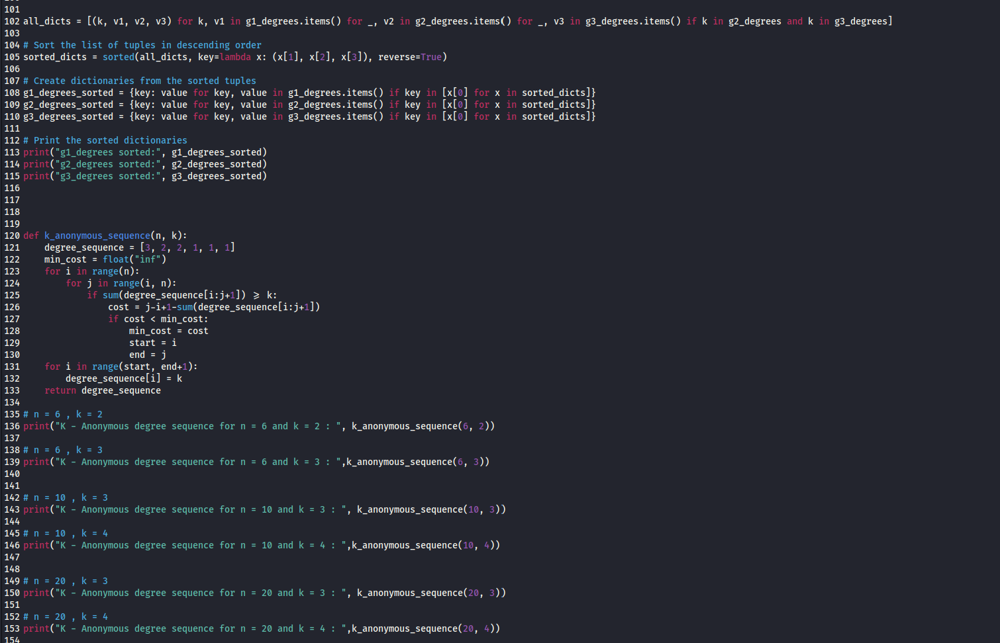 101
102 all_dicts = [(k, v1, v2, v3) for k, v1 in g1_degrees.items() for _, v2 in g2_degrees.items() for _, v3 in g3_degrees.items() if k in g2_degrees and k in g3_degrees]
103
104 # Sort the list of tuples in descending order
105 sorted_dicts = sorted(all_dicts, key=lambda x: (x[1], x[2], x[3]), reverse=True)
106
107 # Create dictionaries from the sorted tuples
108 g1_degrees_sorted = {key: value for key, value in g1_degrees.items() if key in [x[0] for x in sorted_dicts]}
109 g2_degrees_sorted = {key: value for key, value in g2_degrees.items() if key in [x[0] for x in sorted_dicts]}
110 g3_degrees_sorted = {key: value for key, value in g3_degrees.items() if key in [x[0] for x in sorted_dicts]}
111
112 # Print the sorted dictionaries
113 print("g1_degrees sorted:", g1_degrees_sorted)
114 print("g2_degrees sorted:", g2_degrees_sorted)
115 print("g3_degrees sorted:", g3_degrees_sorted)
116
117
118
119
120 def k_anonymous_sequence(n, k):
121     degree_sequence = [3, 2, 2, 1, 1, 1]
122     min_cost = float("inf")
123     for i in range(n):
124         for j in range(i, n):
125             if sum(degree_sequence[i:j+1]) ⩾ k:
126                 cost = j-i+1-sum(degree_sequence[i:j+1])
127                 if cost < min_cost:
128                     min_cost = cost
129                     start = i
130                     end = j
131     for i in range(start, end+1):
132         degree_sequence[i] = k
133     return degree_sequence
134
135 # n = 6 , k = 2
136 print("K - Anonymous degree sequence for n = 6 and k = 2 : ", k_anonymous_sequence(6, 2))
137
138 # n = 6 , k = 3
139 print("K - Anonymous degree sequence for n = 6 and k = 3 : ",k_anonymous_sequence(6, 3))
140
141
142 # n = 10 , k = 3
143 print("K - Anonymous degree sequence for n = 10 and k = 3 : ", k_anonymous_sequence(10, 3))
144
145 # n = 10 , k = 4
146 print("K - Anonymous degree sequence for n = 10 and k = 4 : ",k_anonymous_sequence(10, 4))
147
148
149 # n = 20 , k = 3
150 print("K - Anonymous degree sequence for n = 20 and k = 3 : ", k_anonymous_sequence(20, 3))
151
152 # n = 20 , k = 4
153 print("K - Anonymous degree sequence for n = 20 and k = 4 : ",k_anonymous_sequence(20, 4))
154